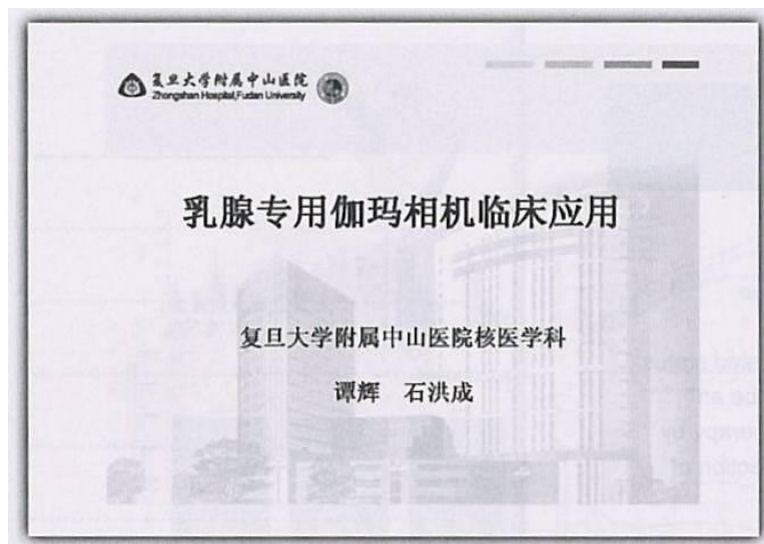 复旦大学附属中山医院
Zhongshan Hospital,Fudan University
乳腺专用伽玛相机临床应用
复旦大学附属中山医院核医学科
谭辉 石洪成